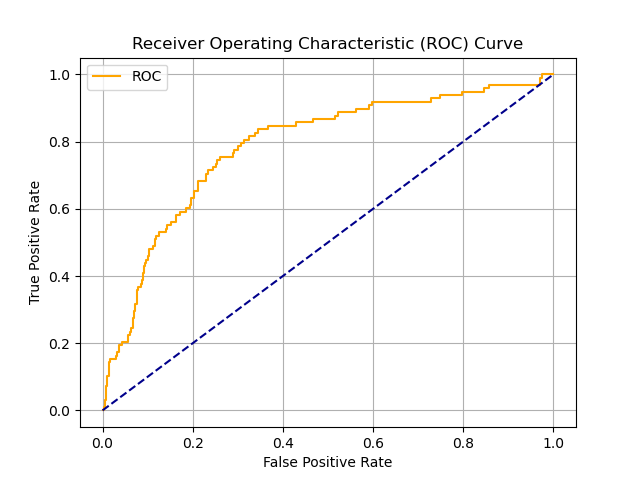 Receiver Operating Characteristic (ROC) Curve
ROC
1.0
0.8
0.6
0.4
0.2
0.0
True Positive Rate
0.0 0.2 0.4 0.6 0.8 1.0
False Positive Rate